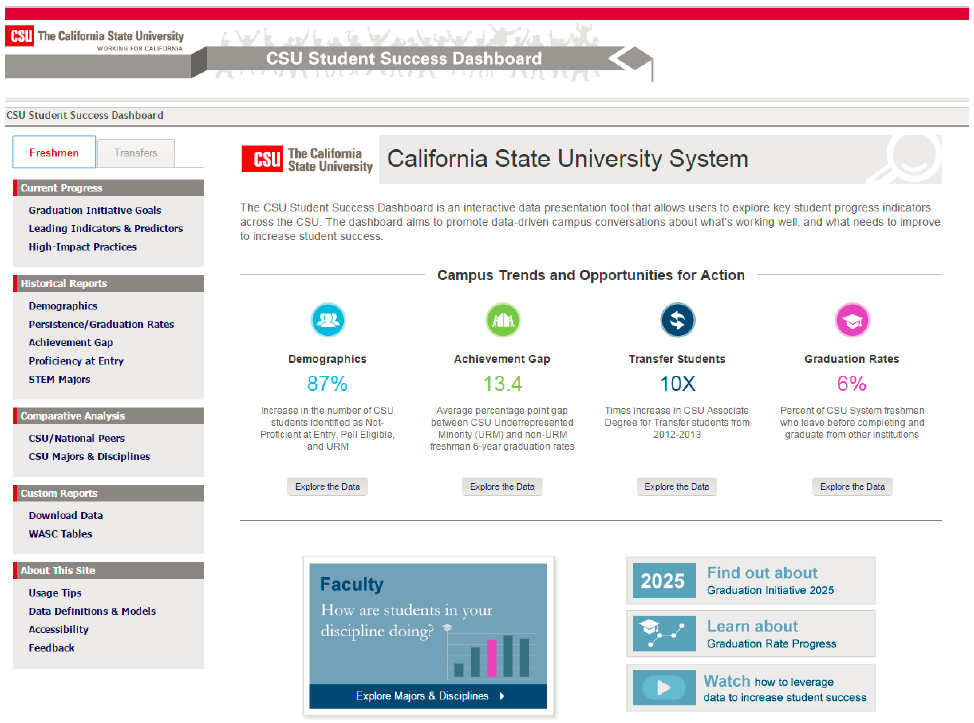 CSU The California State University
WORKING FOR CALIFORNIA
CSU Student Success Dashboard
CSU Student Success Dashboard
Freshmen
Transfers
Current Progress
Graduation Initiative Goals
Leading Indicators & Predictors
High-Impact Practices
Historical Reports
Demographics
Persistence/Graduation Rates
Achievement Gap
Proficiency at Entry
STEM Majors
Comparative Analysis
CSU/National Peers
CSU Majors & Disciplines
Custom Reports
Download Data
WASC Tables
About This Site
Usage Tips
Data Definitions & Models
Accessibility
Feedback
CSU The California
State University
California State University System
The CSU Student Success Dashboard is an interactive data presentation tool that allows users to explore key student progress indicators
across the CSU. The dashboard aims to promote data-driven campus conversations about what's working well, and what needs to improve
to increase student success.
Campus Trends and Opportunities for Action
Demographics
87%
Increase in the number of CSU
students identified as Not-
Proficient at Entry, Pell Eligible,
and URM
Explore the Data
Achievement Gap
13.4
Average percentage point gap
between CSU Underrepresented
Minority (URM) and non-URM
freshman 6-year graduation rates
Explore the Data
Transfer Students
10X
Times increase in CSU Associate
Degree for Transfer students from
2012-2013
Explore the Data
Graduation Rates
6%
Percent of CSU System freshmen
who leave before completing and
graduate from other institutions
Explore the Data
Faculty
How are students in your
discipline doing?
Explore Majors & Disciplines
2025
Find out about
Graduation Initiative 2025
Learn about
Graduation Rate Progress
Watch how to leverage
data to increase student success